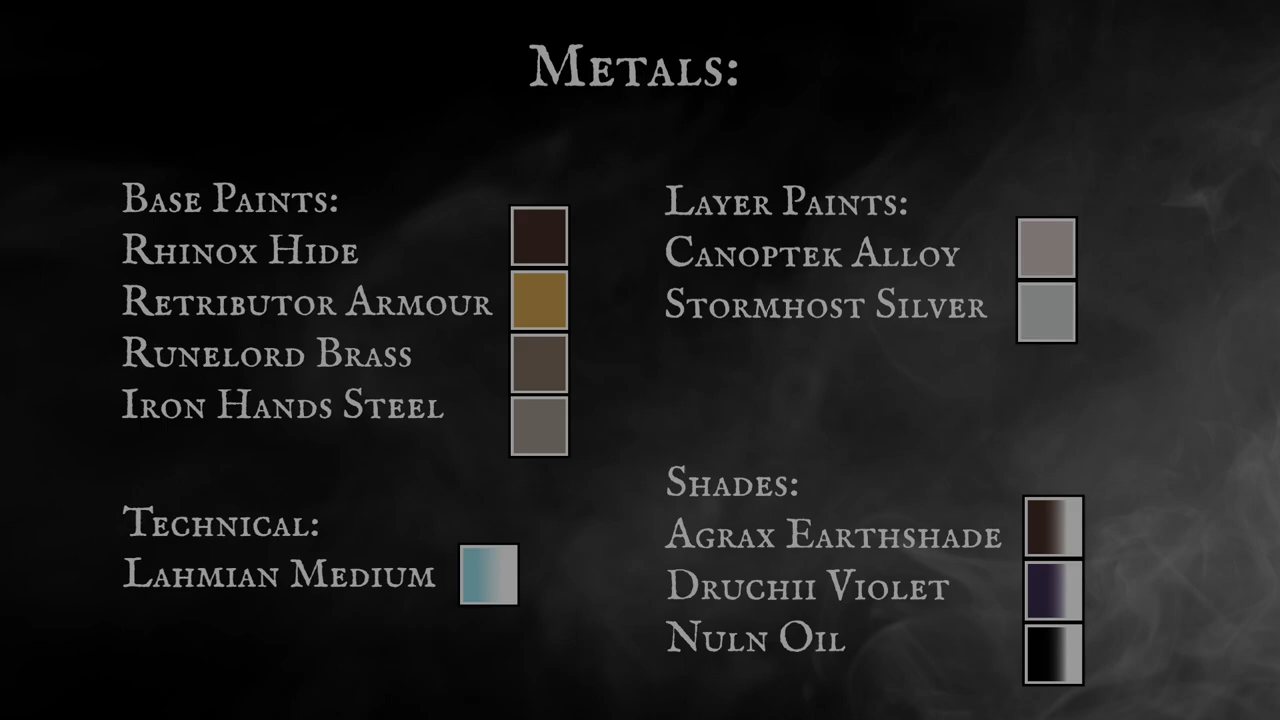 Metals:
Base Paints:
Rhinox Hide
Retributor Armour
Runelord Brass
Iron Hands Steel
Technical:
Lahmian Medium
Layer Paints:
Canoptek Alloy
Stormhost Silver
Shades:
Agrax Earthshade
Druchii Violet
Nuln Oil